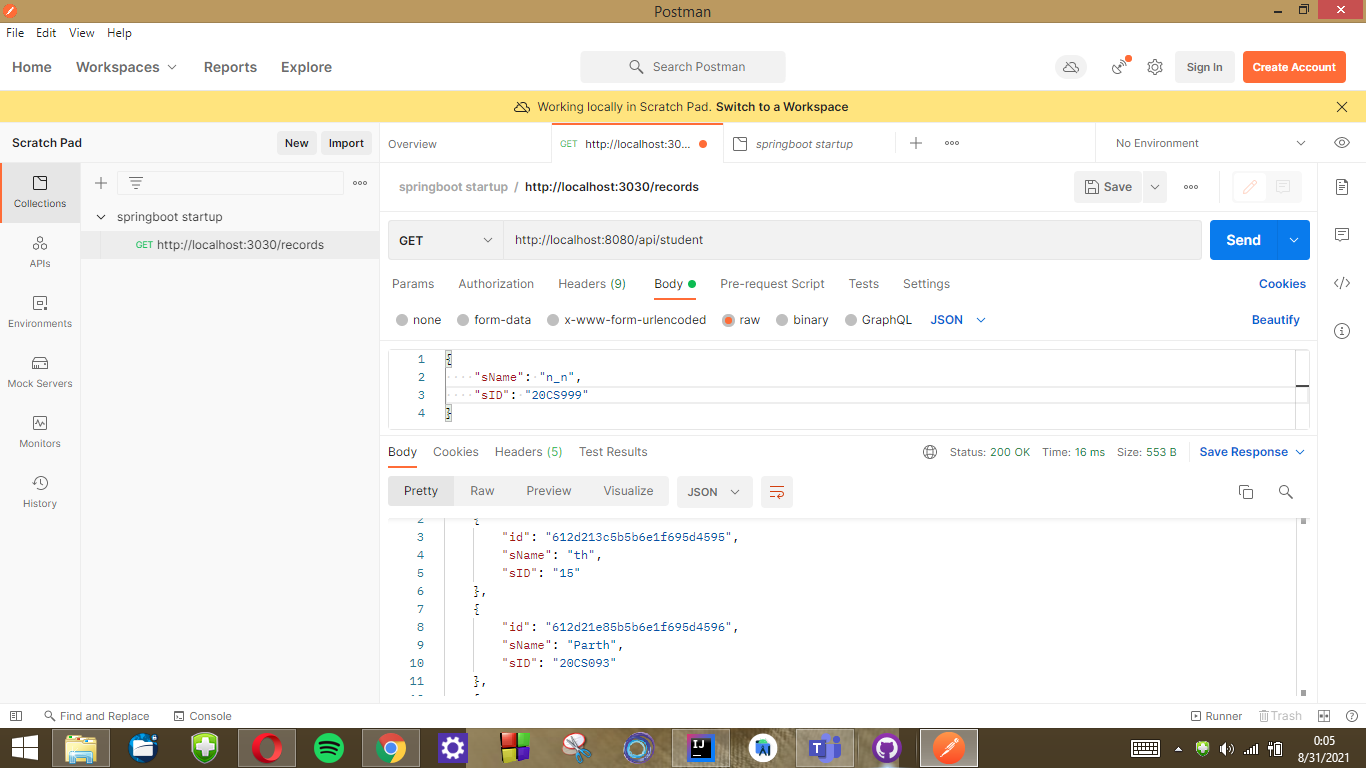 Postman
File Edit View Help
Home Workspaces Reports Explore Search Postman Sign In Create Account
Working locally in Scratch Pad. Switch to a Workspace
Scratch Pad New Import Overview GET http://localhost:30... springboot startup No Environment
springboot startup / http://localhost:3030/records Save
Collections
springboot startup
GET http://localhost:3030/records
GET http://localhost:8080/api/student Send
APIs
Params Authorization Headers (9) Body Pre-request Script Tests Settings Cookies
Environments
none form-data x-www-form-urlencoded raw binary GraphQL JSON Beautify
1 {
2 "sName": "n_n",
3 "sID": "20CS999"
4 }
Mock Servers
Monitors
History
Body Cookies Headers (5) Test Results Status: 200 OK Time: 16 ms Size: 553 B Save Response
Pretty Raw Preview Visualize JSON
2 {
3 "id": "612d213c5b5b6e1f695d4595",
4 "sName": "th",
5 "sID": "15"
6 },
7 {
8 "id": "612d21e85b5b6e1f695d4596",
9 "sName": "Parth",
10 "sID": "20CS093"
11 },
Find and Replace Console Runner Trash
0:05
8/31/2021